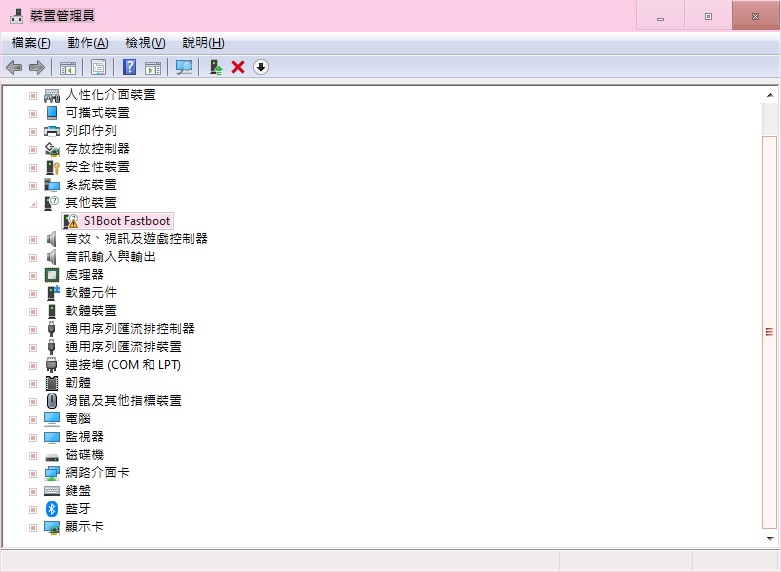 裝置管理員
檔案(F) 動作(A) 檢視(V) 說明(H)
人性化介面裝置
可攜式裝置
列印佇列
存放控制器
安全性裝置
系統裝置
其他裝置
S1Boot Fastboot
音效、視訊及遊戲控制器
音訊輸入與輸出
處理器
軟體元件
軟體裝置
通用序列匯流排控制器
通用序列匯流排裝置
連接埠 (COM 和 LPT)
韌體
滑鼠及其他指標裝置
電腦
監視器
磁碟機
網路介面卡
鍵盤
藍牙
顯示卡